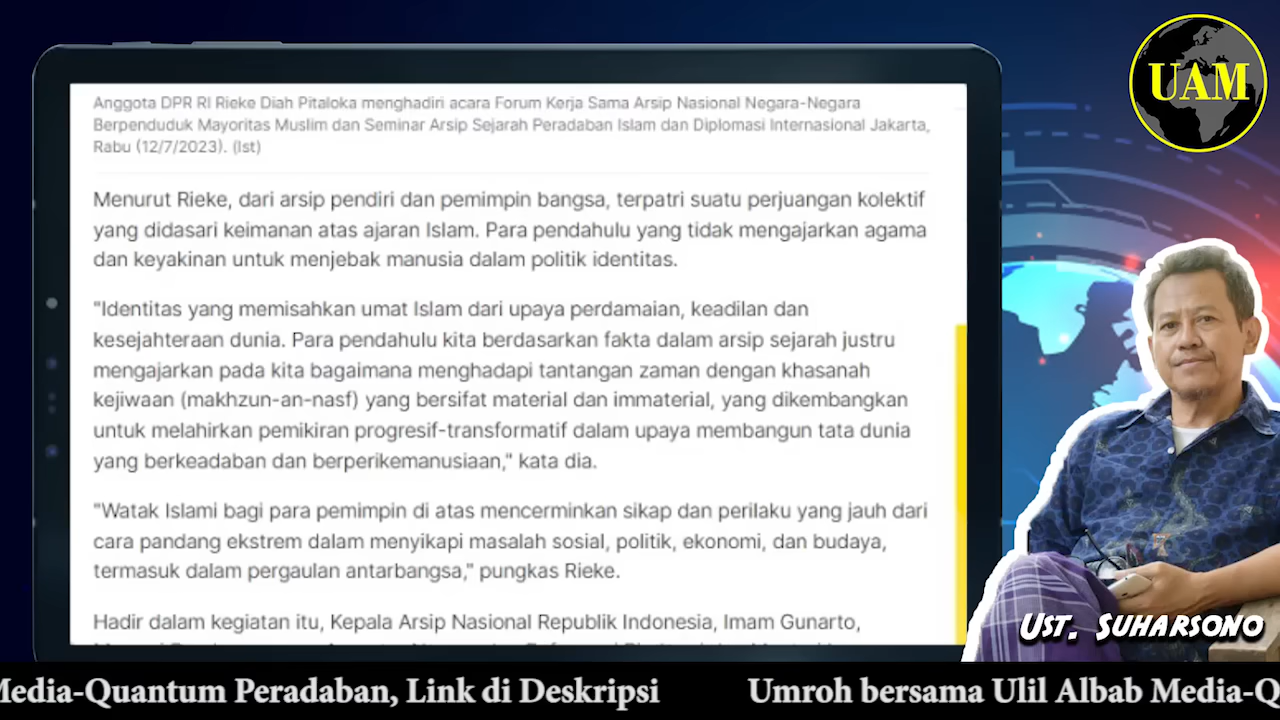 Anggota DPR RI Rieke Diah Pitaloka menghadiri acara Forum Kerja Sama Arsip Nasional Negara-Negara
Berpenduduk Mayoritas Muslim dan Seminar Arsip Sejarah Peradaban Islam dan Diplomasi Internasional Jakarta,
Rabu (12/7/2023). (Ist)
Menurut Rieke, dari arsip pendiri dan pemimpin bangsa, terpatri suatu perjuangan kolektif
yang didasari keimanan atas ajaran Islam. Para pendahulu yang tidak mengajarkan agama
dan keyakinan untuk menjebak manusia dalam politik identitas.
"Identitas yang memisahkan umat Islam dari upaya perdamaian, keadilan dan
kesejahteraan dunia. Para pendahulu kita berdasarkan fakta dalam arsip sejarah justru
mengajarkan pada kita bagaimana menghadapi tantangan zaman dengan khasanah
kejiwaan (makhzun-an-nasf) yang bersifat material dan immaterial, yang dikembangkan
untuk melahirkan pemikiran progresif-transformatif dalam upaya membangun tata dunia
yang berkeadaban dan berperikemanusiaan," kata dia.
"Watak Islami bagi para pemimpin di atas mencerminkan sikap dan perilaku yang jauh dari
cara pandang ekstrem dalam menyikapi masalah sosial, politik, ekonomi, dan budaya,
termasuk dalam pergaulan antarbangsa," pungkas Rieke.
Hadir dalam kegiatan itu, Kepala Arsip Nasional Republik Indonesia, Imam Gunarto,
UAM
UST. SUHARSONO
Media-Quantum Peradaban, Link di Deskripsi Umroh bersama Ulil Albab Media-Q